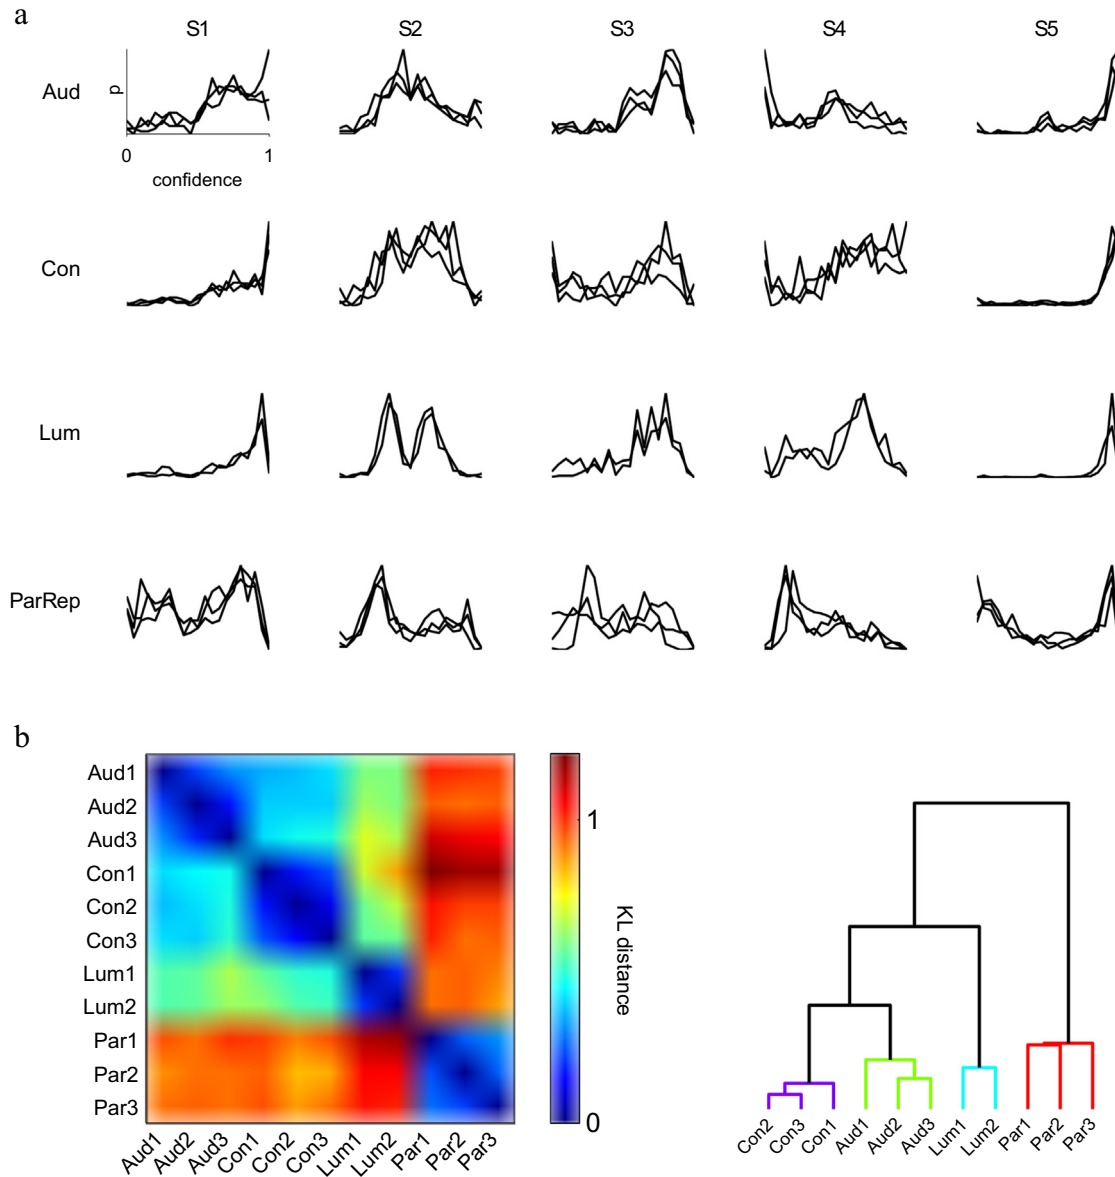 a
S1 S2 S3 S4 S5
Aud
p
0 1
confidence
Con
Lum
ParRep
b
Aud1
Aud2
Aud3
Con1
Con2
Con3
Lum1
Lum2
Par1
Par2
Par3
Aud1 Aud2 Aud3 Con1 Con2 Con3 Lum1 Lum2 Par1 Par2 Par3
1
0
KL distance
Con2 Con3 Con1 Aud1 Aud2 Aud3 Lum1 Lum2 Par1 Par2 Par3